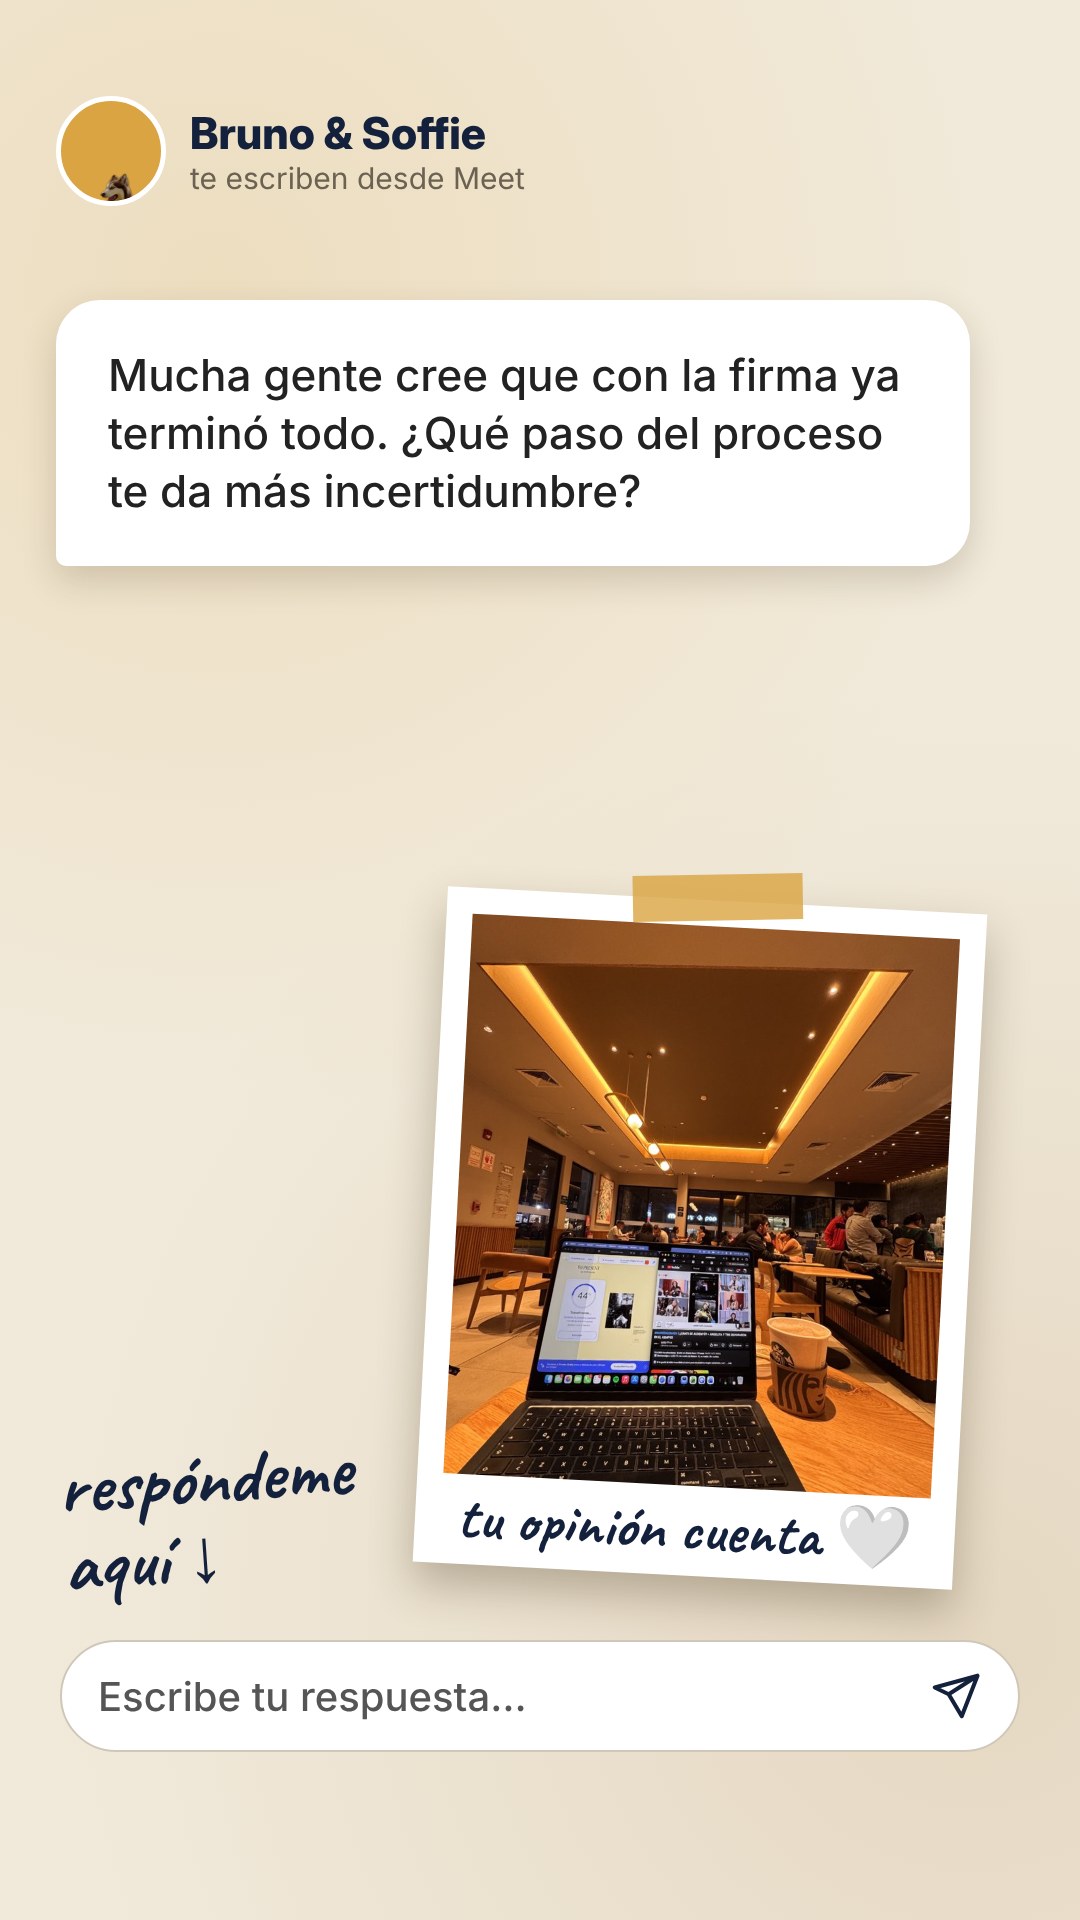 Bruno & Soffie
te escriben desde Meet
Mucha gente cree que con la firma ya
terminó todo. ¿Qué paso del proceso
te da más incertidumbre?
44
respóndeme
aquí ↓
tu opinión cuenta 🤍
Escribe tu respuesta...